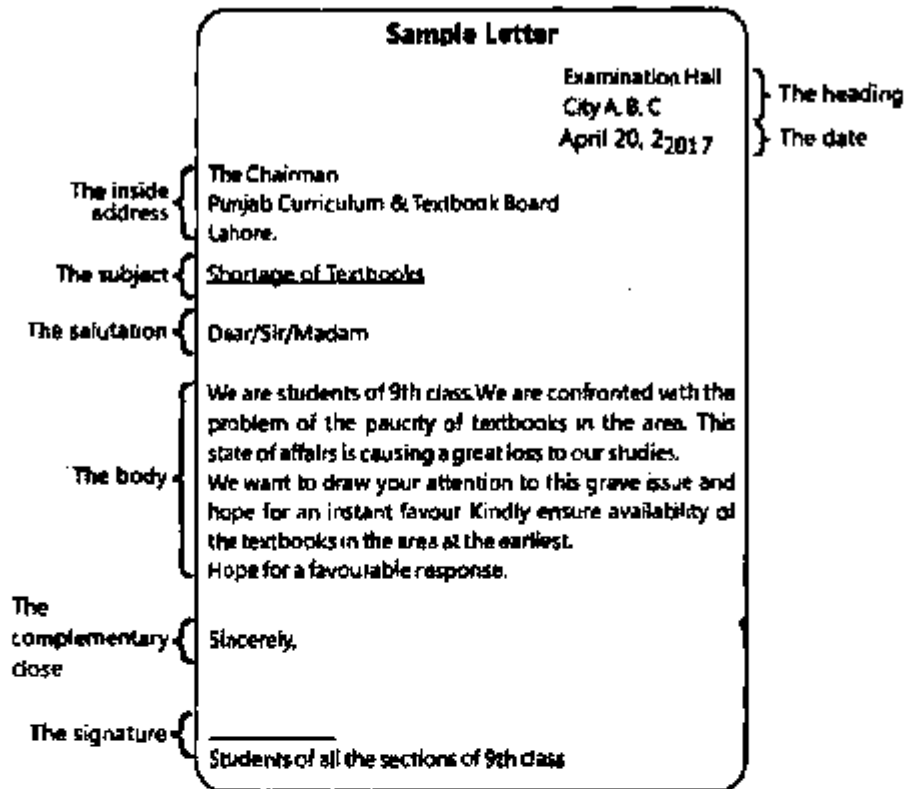 Sample Letter
Examination Hall
City A. B. C
The heading
April 20, 22017
The date
The Chairman
Punjab Curriculum & Textbook Board
Lahore.
The inside
address
The subject
Shortage of Textbooks
The salutation
Dear/Sir/Madam
We are students of 9th class.We are confronted with the
problem of the paucity of textbooks in the area. This
state of affairs is causing a great loss to our studies.
We want to draw your attention to this grave issue and
hope for an instant favour Kindly ensure availability of
the textbooks in the area at the earliest.
Hope for a favourable response.
The body
The
complementary
close
Sincerely,
The signature
Students of all the sections of 9th class